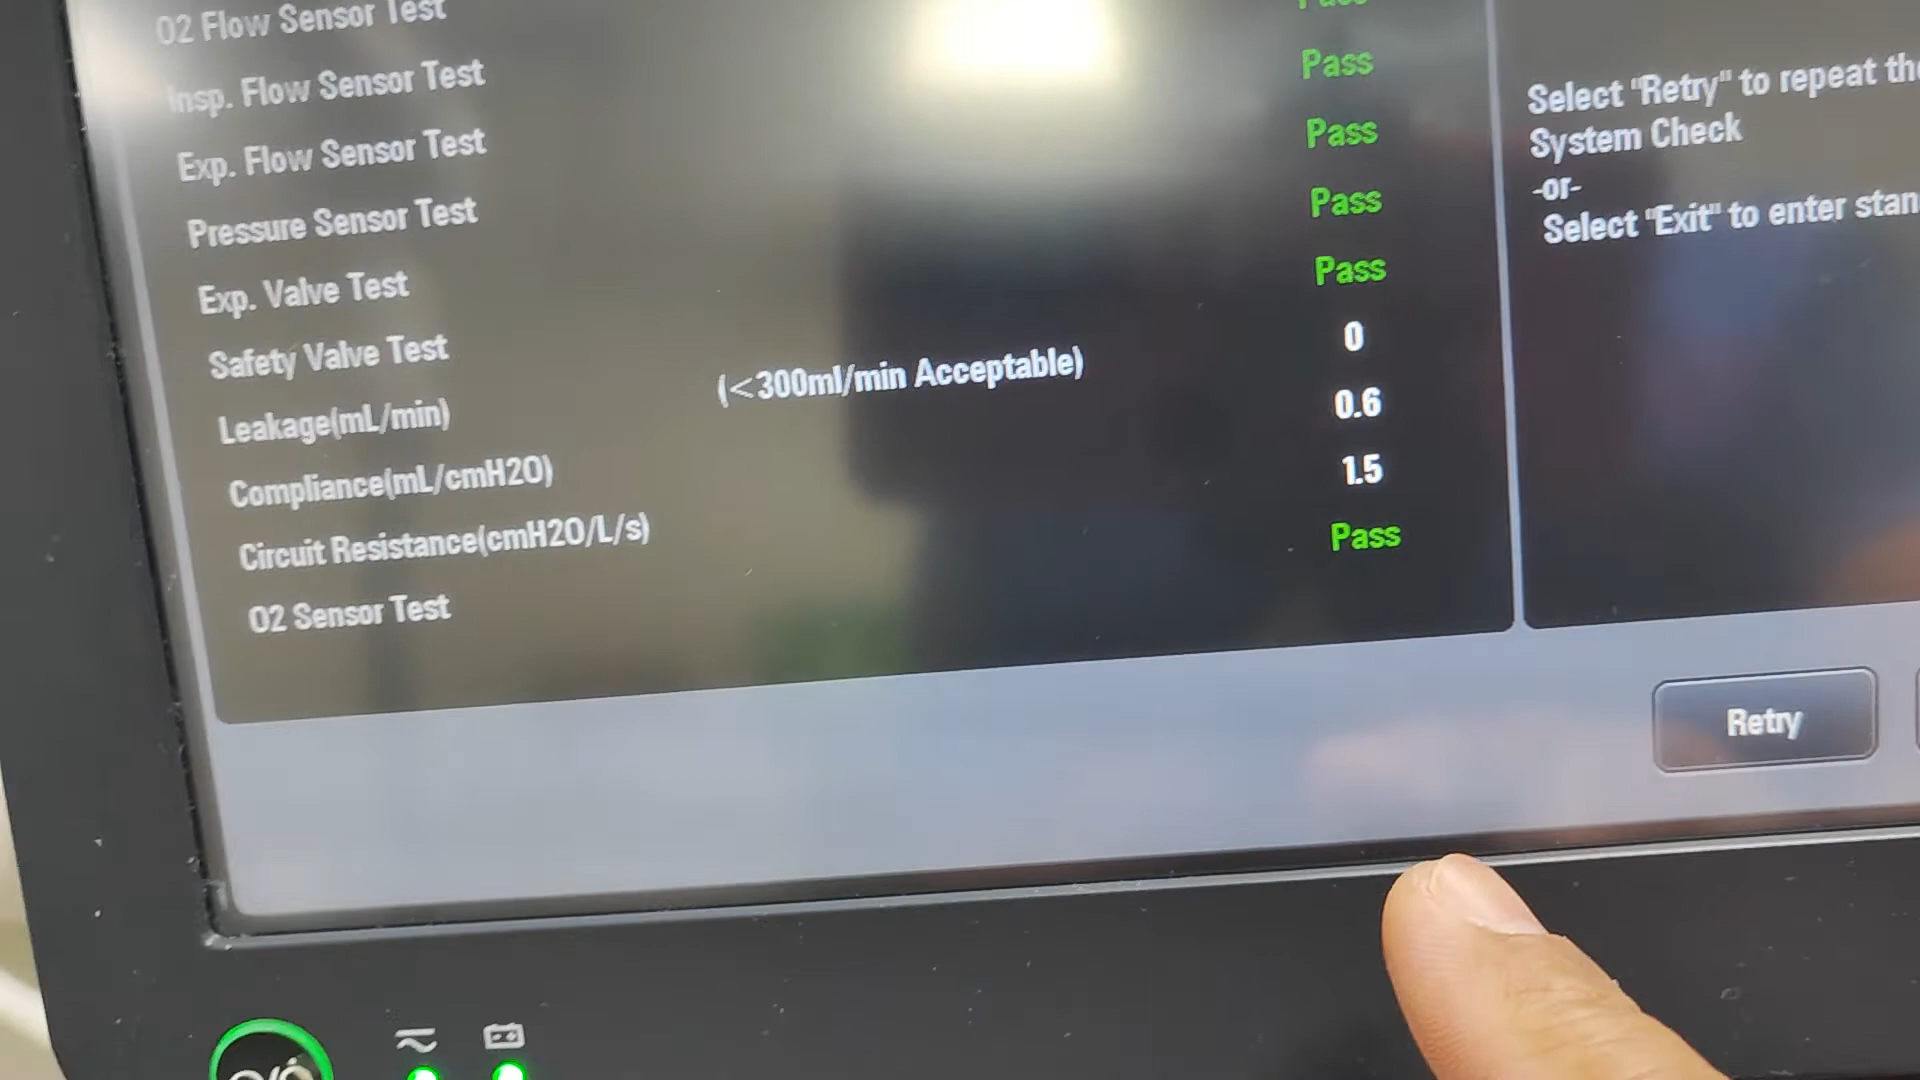 O2 Flow Sensor Test Pass
Insp. Flow Sensor Test Pass
Exp. Flow Sensor Test Pass
Pressure Sensor Test Pass
Exp. Valve Test Pass
Safety Valve Test
Leakage(mL/min) (<300ml/min Acceptable) 0
Compliance(mL/cmH2O) 0.6
Circuit Resistance(cmH2O/L/s) 1.5
O2 Sensor Test Pass
Select "Retry" to repeat the
System Check
-or-
Select "Exit" to enter stan
Retry